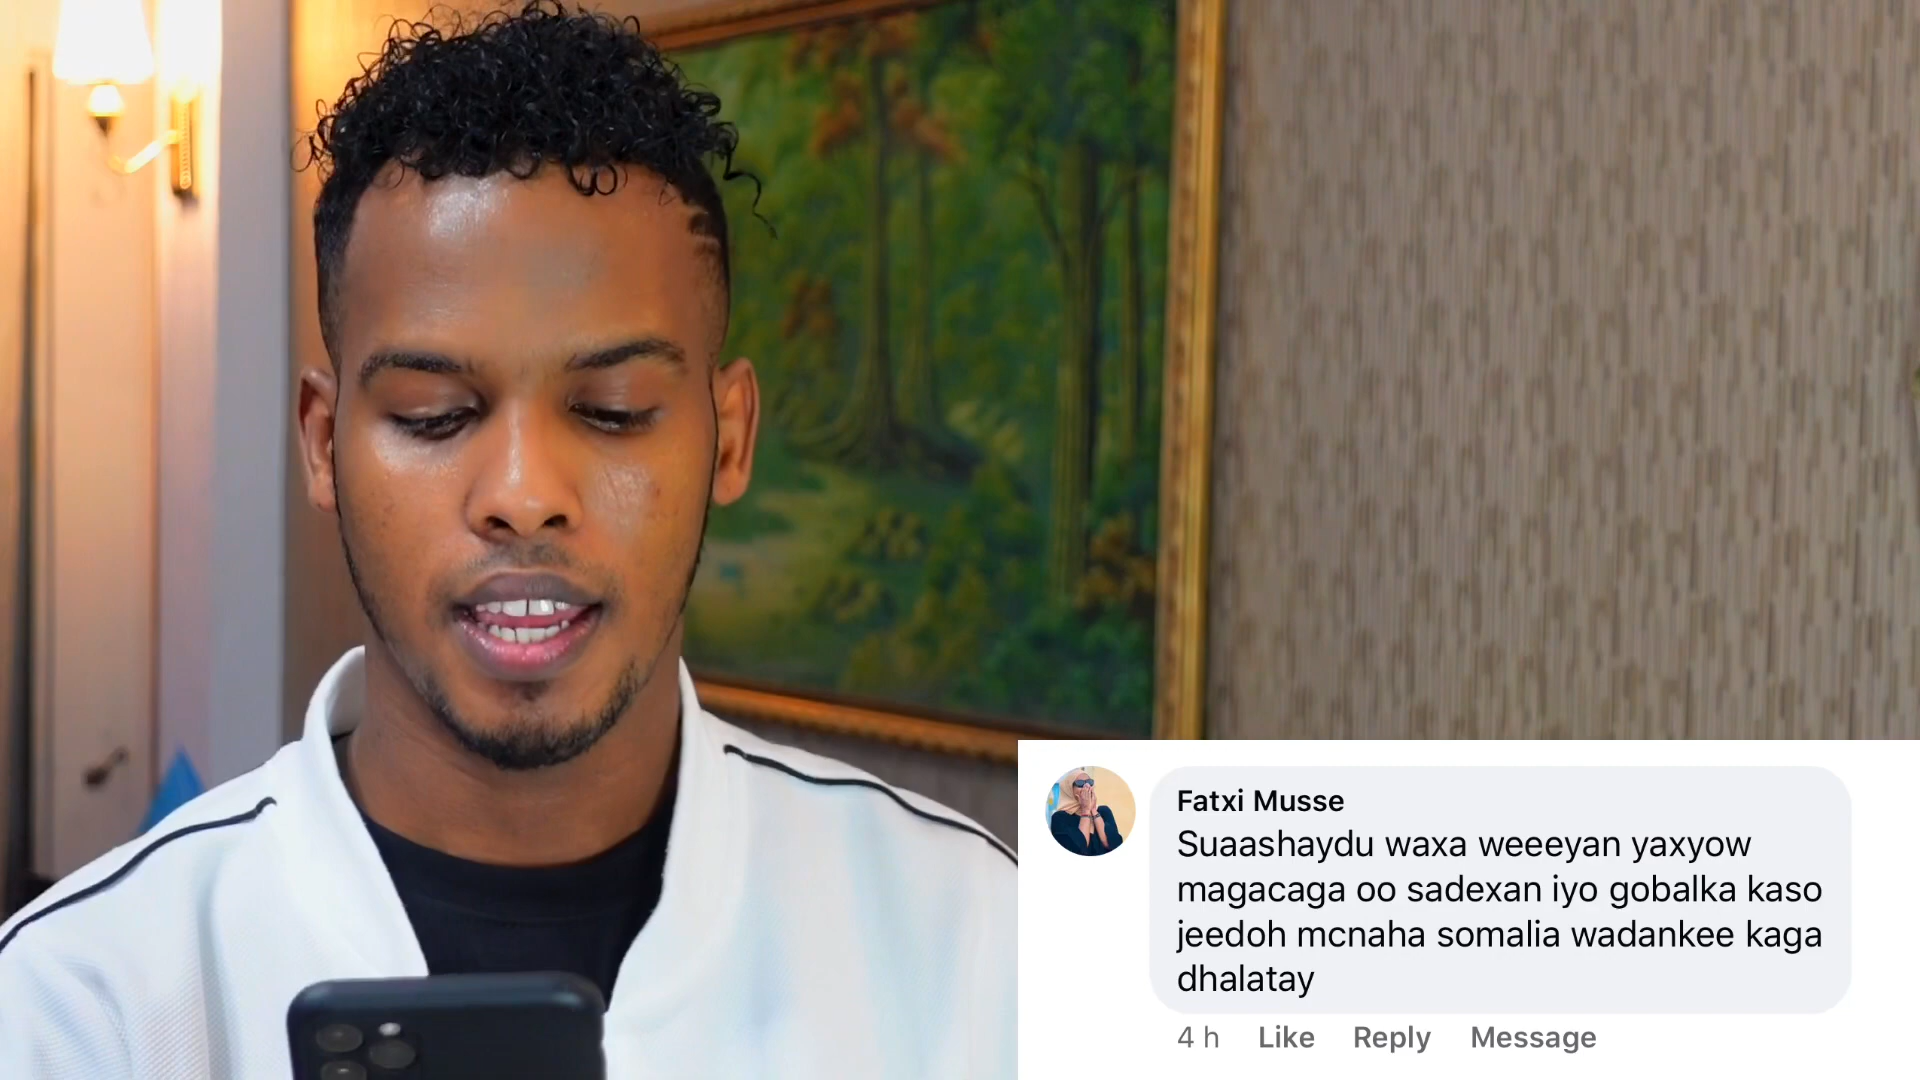 Fatxi Musse
Suaashaydu waxa weeeyan yaxyow
magacaga oo sadexan iyo gobalka kaso
jeedoh mcnaha somalia wadankee kaga
dhalatay
4 h Like Reply Message